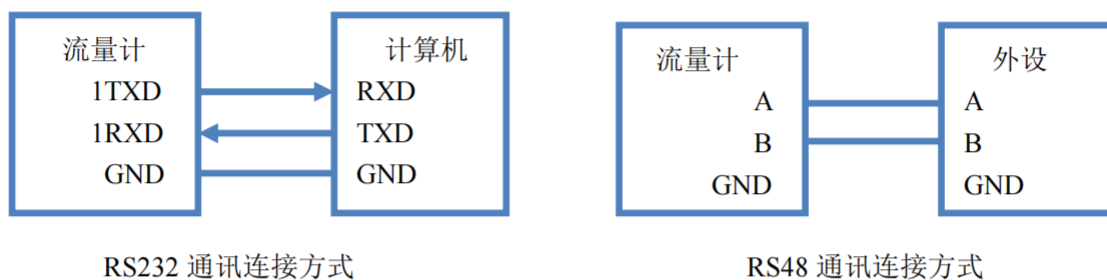 流量计
1TXD
1RXD
GND
计算机
RXD
TXD
GND
RS232 通讯连接方式
流量计
A
B
GND
外设
A
B
GND
RS48 通讯连接方式